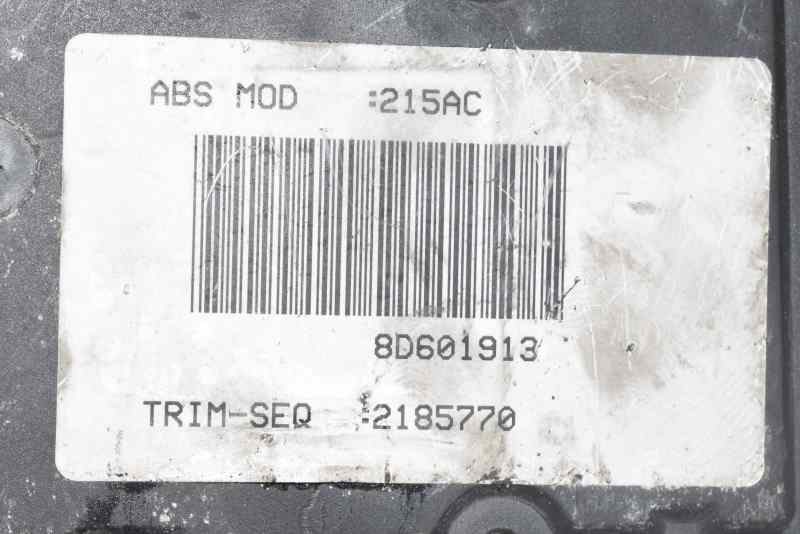 ABS MOD :215AC
8D601913
TRIM-SEQ :2185770